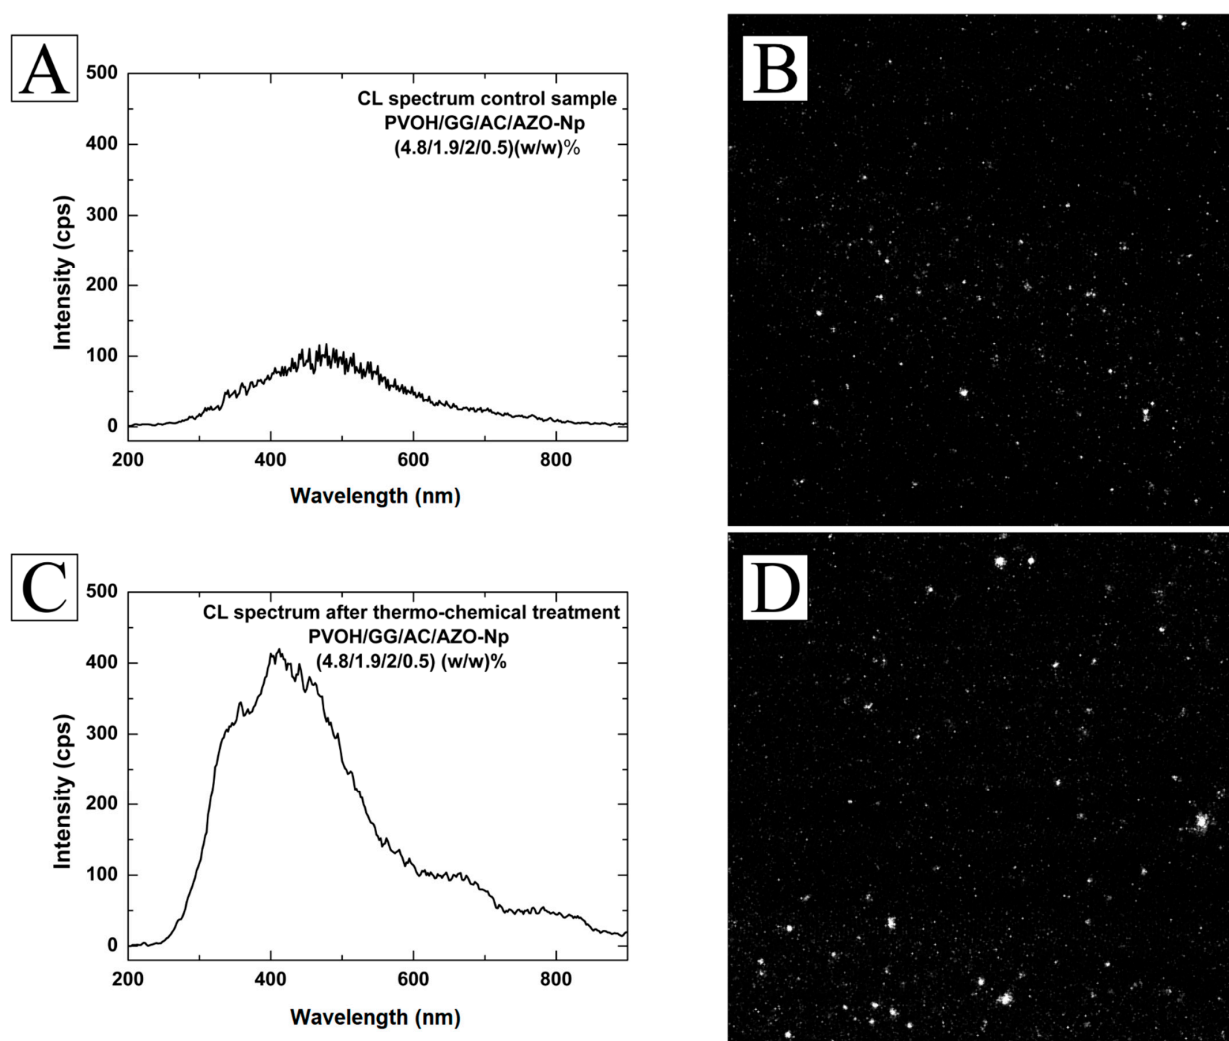 A
500
400
300
200
100
0
Intensity (cps)
CL spectrum control sample
PVOH/GG/AC/AZO-Np
(4.8/1.9/2/0.5)(w/w)%
200
400
600
800
Wavelength (nm)
B
C
500
400
300
200
100
0
Intensity (cps)
CL spectrum after thermo-chemical treatment
PVOH/GG/AC/AZO-Np
(4.8/1.9/2/0.5) (w/w)%
200
400
600
800
Wavelength (nm)
D